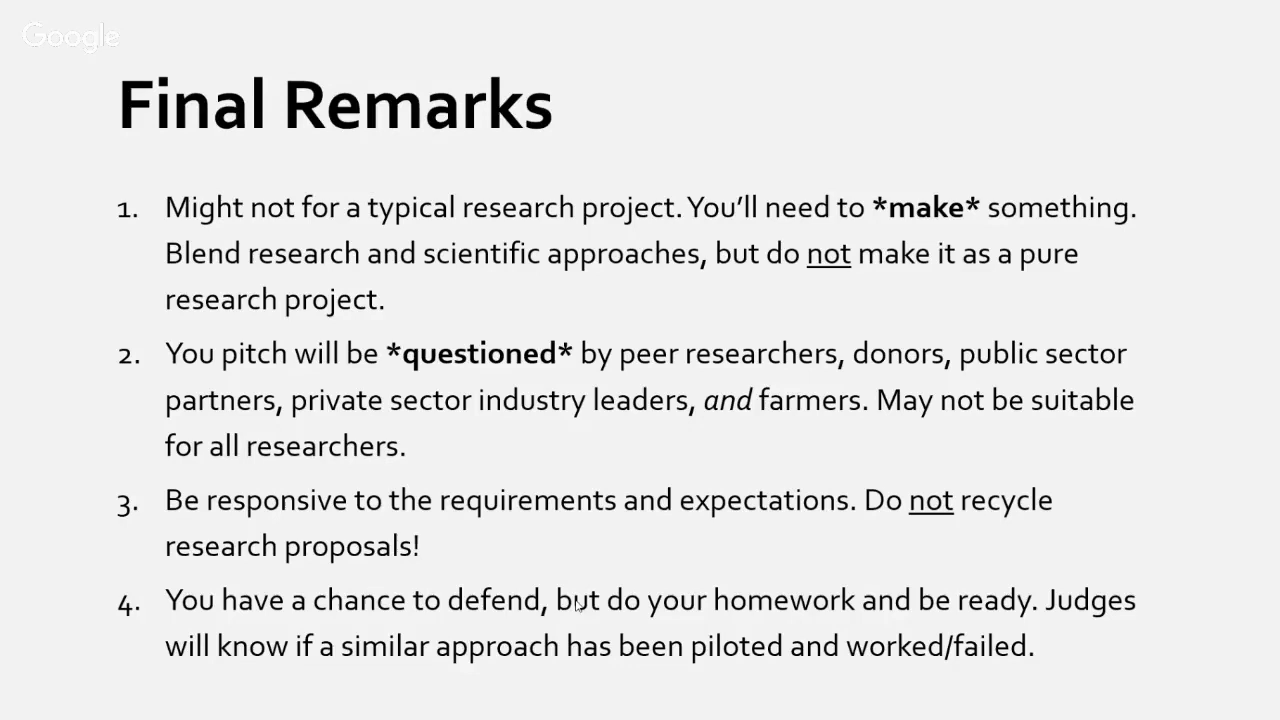 Google
Final Remarks
1. Might not for a typical research project. You’ll need to *make* something.
Blend research and scientific approaches, but do not make it as a pure
research project.
2. You pitch will be *questioned* by peer researchers, donors, public sector
partners, private sector industry leaders, and farmers. May not be suitable
for all researchers.
3. Be responsive to the requirements and expectations. Do not recycle
research proposals!
4. You have a chance to defend, but do your homework and be ready. Judges
will know if a similar approach has been piloted and worked/failed.